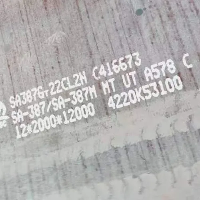 SA387Gr22CL2N C416673
SA-387/SA-387M MT UT A578 C
12*2000*12000 4220K53100